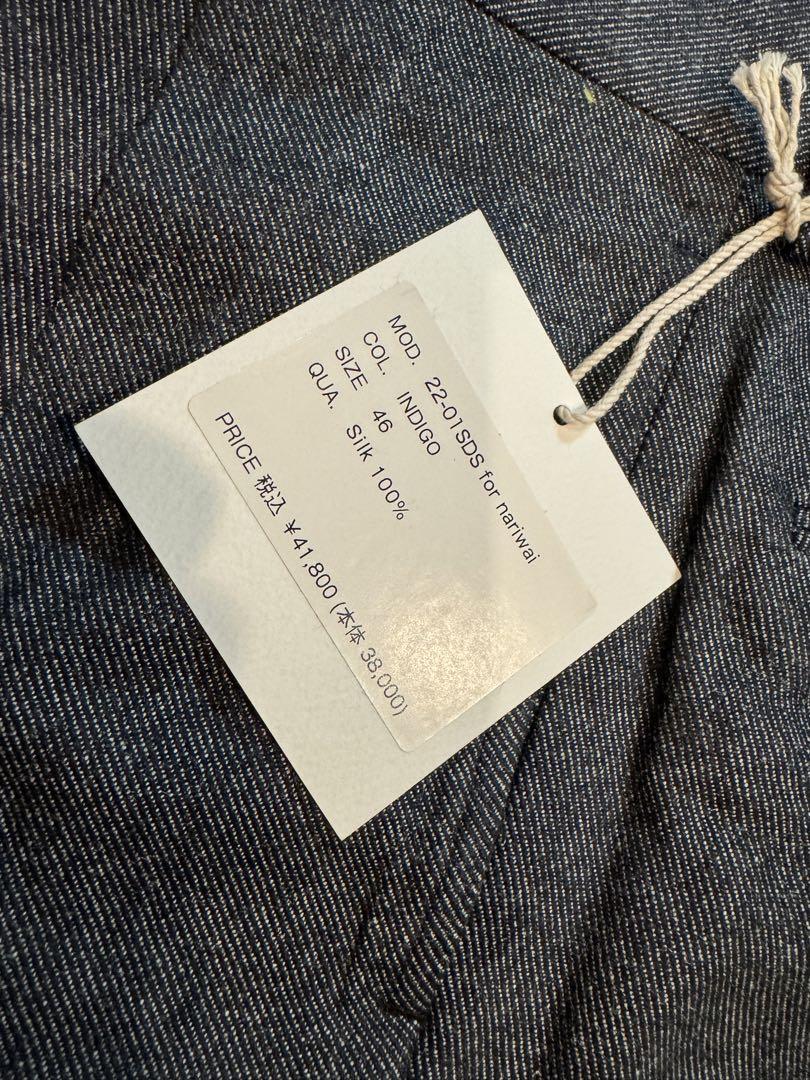 MOD. 22-01SDS for nariwai
COL. INDIGO
SIZE 46
QUA. Silk 100%
PRICE 税込 ¥41,800 (本体 38,000)